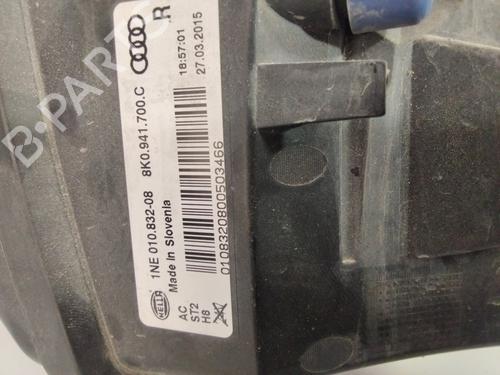 R
18:57:01
27.03.2015
1NE 010.832-08 8K0.941.700.C
Made in Slovenia
0108320800503466
HELLA
AC
ST2
H8
B-PARTS